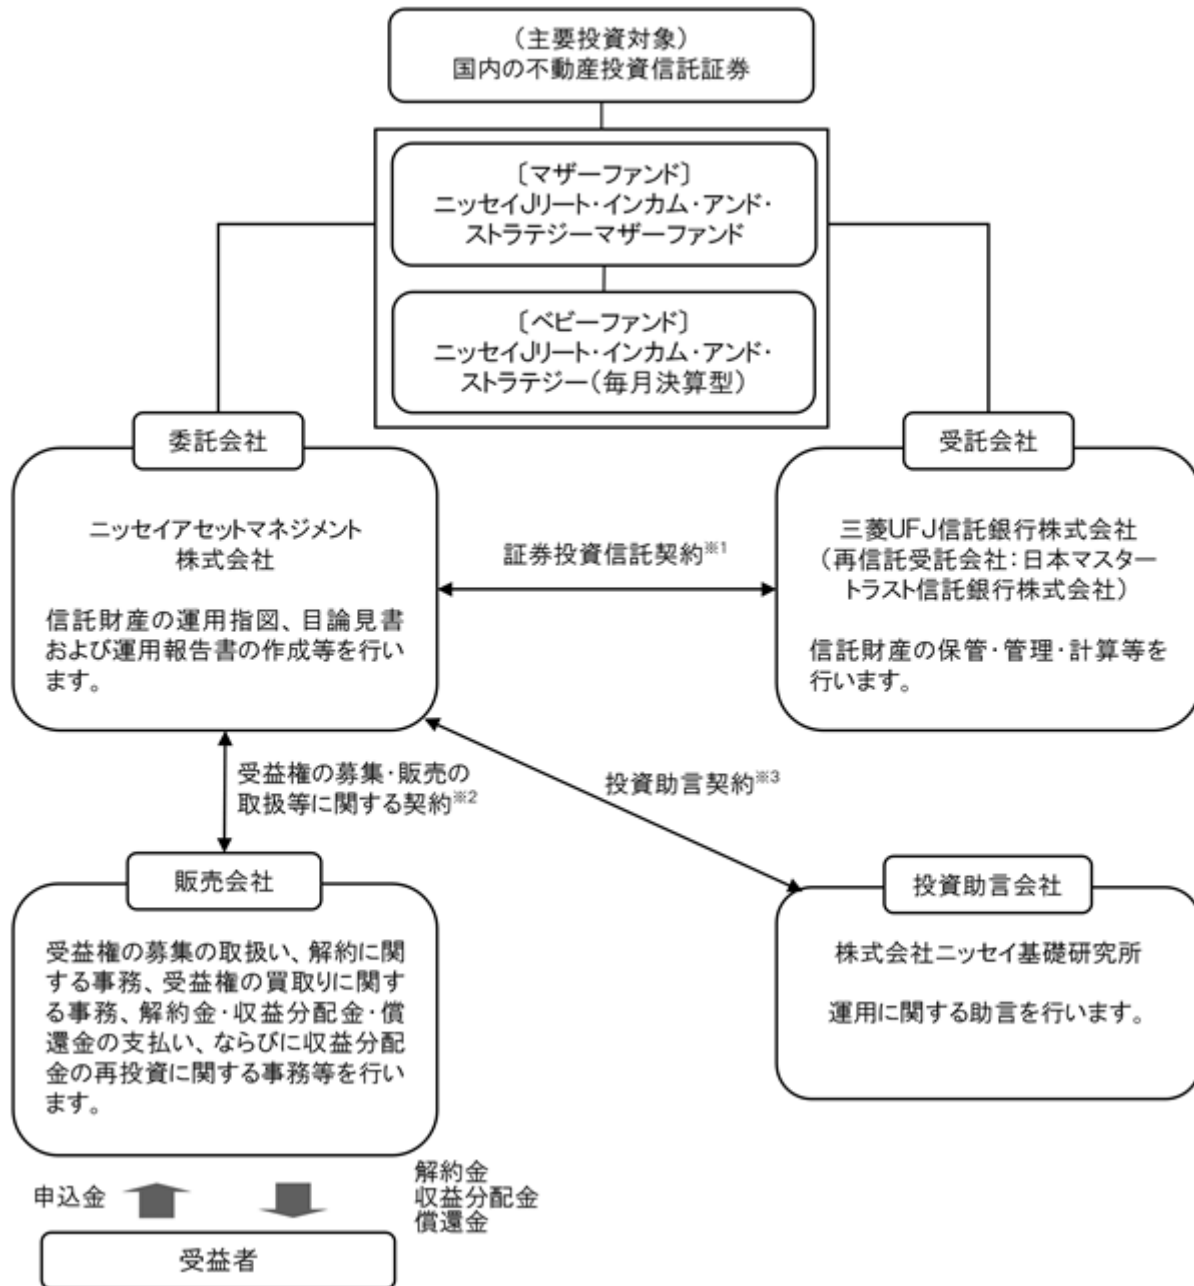 （主要投資対象）
国内の不動産投資信託証券
〔マザーファンド〕
ニッセイJリート・インカム・アンド・
ストラテジーマザーファンド
〔ベビーファンド〕
ニッセイJリート・インカム・アンド・
ストラテジー（毎月決算型）
委託会社
ニッセイアセットマネジメント
株式会社
信託財産の運用指図、目論見書
および運用報告書の作成等を行い
ます。
証券投資信託契約※1
受託会社
三菱UFJ信託銀行株式会社
（再信託受託会社：日本マスター
トラスト信託銀行株式会社）
信託財産の保管・管理・計算等を
行います。
受益権の募集・販売の
取扱等に関する契約※2
投資助言契約※3
販売会社
受益権の募集の取扱い、解約に関
する事務、受益権の買取りに関す
る事務、解約金・収益分配金・償
還金の支払い、ならびに収益分配
金の再投資に関する事務等を行い
ます。
投資助言会社
株式会社ニッセイ基礎研究所
運用に関する助言を行います。
申込金
解約金
収益分配金
償還金
受益者